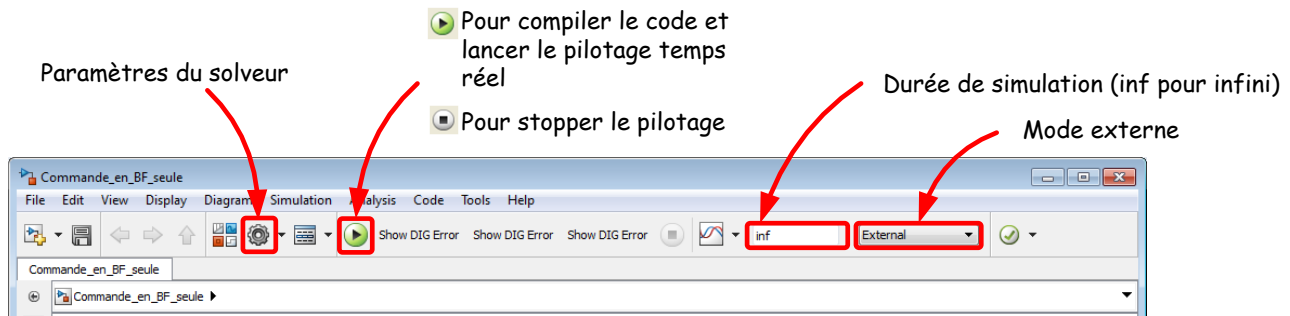 Pour compiler le code et
lancer le pilotage temps
réel
Paramètres du solveur
Durée de simulation (inf pour infini)
Pour stopper le pilotage
Mode externe
Commande_en_BF_seule
File Edit View Display Diagram Simulation Analysis Code Tools Help
Show DIG Error Show DIG Error Show DIG Error inf External
Commande_en_BF_seule
Commande_en_BF_seule